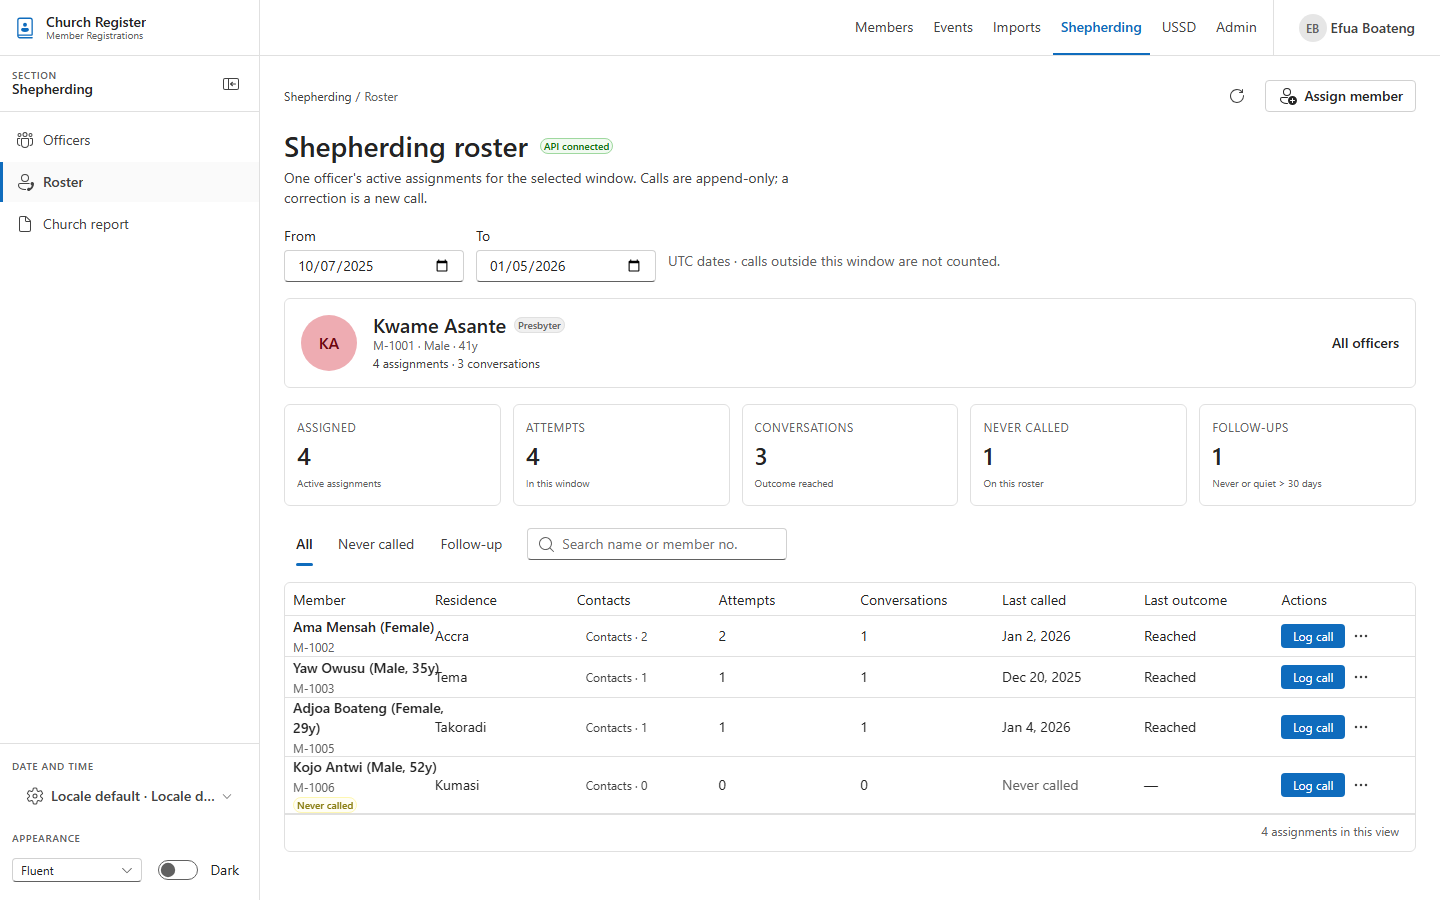 Church Register
Member Registrations
Members
Events
Imports
Shepherding
USSD
Admin
EB
Efua Boateng
SECTION
Shepherding
Officers
Roster
Church report
DATE AND TIME
Locale default · Locale d...
APPEARANCE
Fluent
Dark
Shepherding / Roster
Assign member
Shepherding roster
API connected
One officer's active assignments for the selected window. Calls are append-only; a
correction is a new call.
From
To
10/07/2025
01/05/2026
UTC dates · calls outside this window are not counted.
KA
Kwame Asante
Presbyter
M-1001 · Male · 41y
4 assignments · 3 conversations
All officers
ASSIGNED
4
Active assignments
ATTEMPTS
4
In this window
CONVERSATIONS
3
Outcome reached
NEVER CALLED
1
On this roster
FOLLOW-UPS
1
Never or quiet > 30 days
All
Never called
Follow-up
Search name or member no.
Member Residence Contacts Attempts Conversations Last called Last outcome Actions
Ama Mensah (Female)
M-1002
Accra Contacts · 2 2 1 Jan 2, 2026 Reached Log call ···
Yaw Owusu (Male, 35y)
M-1003
Tema Contacts · 1 1 1 Dec 20, 2025 Reached Log call ···
Adjoa Boateng (Female,
29y)
M-1005
Takoradi Contacts · 1 1 1 Jan 4, 2026 Reached Log call ···
Kojo Antwi (Male, 52y)
M-1006
Never called
Kumasi Contacts · 0 0 0 Never called — Log call ···
4 assignments in this view